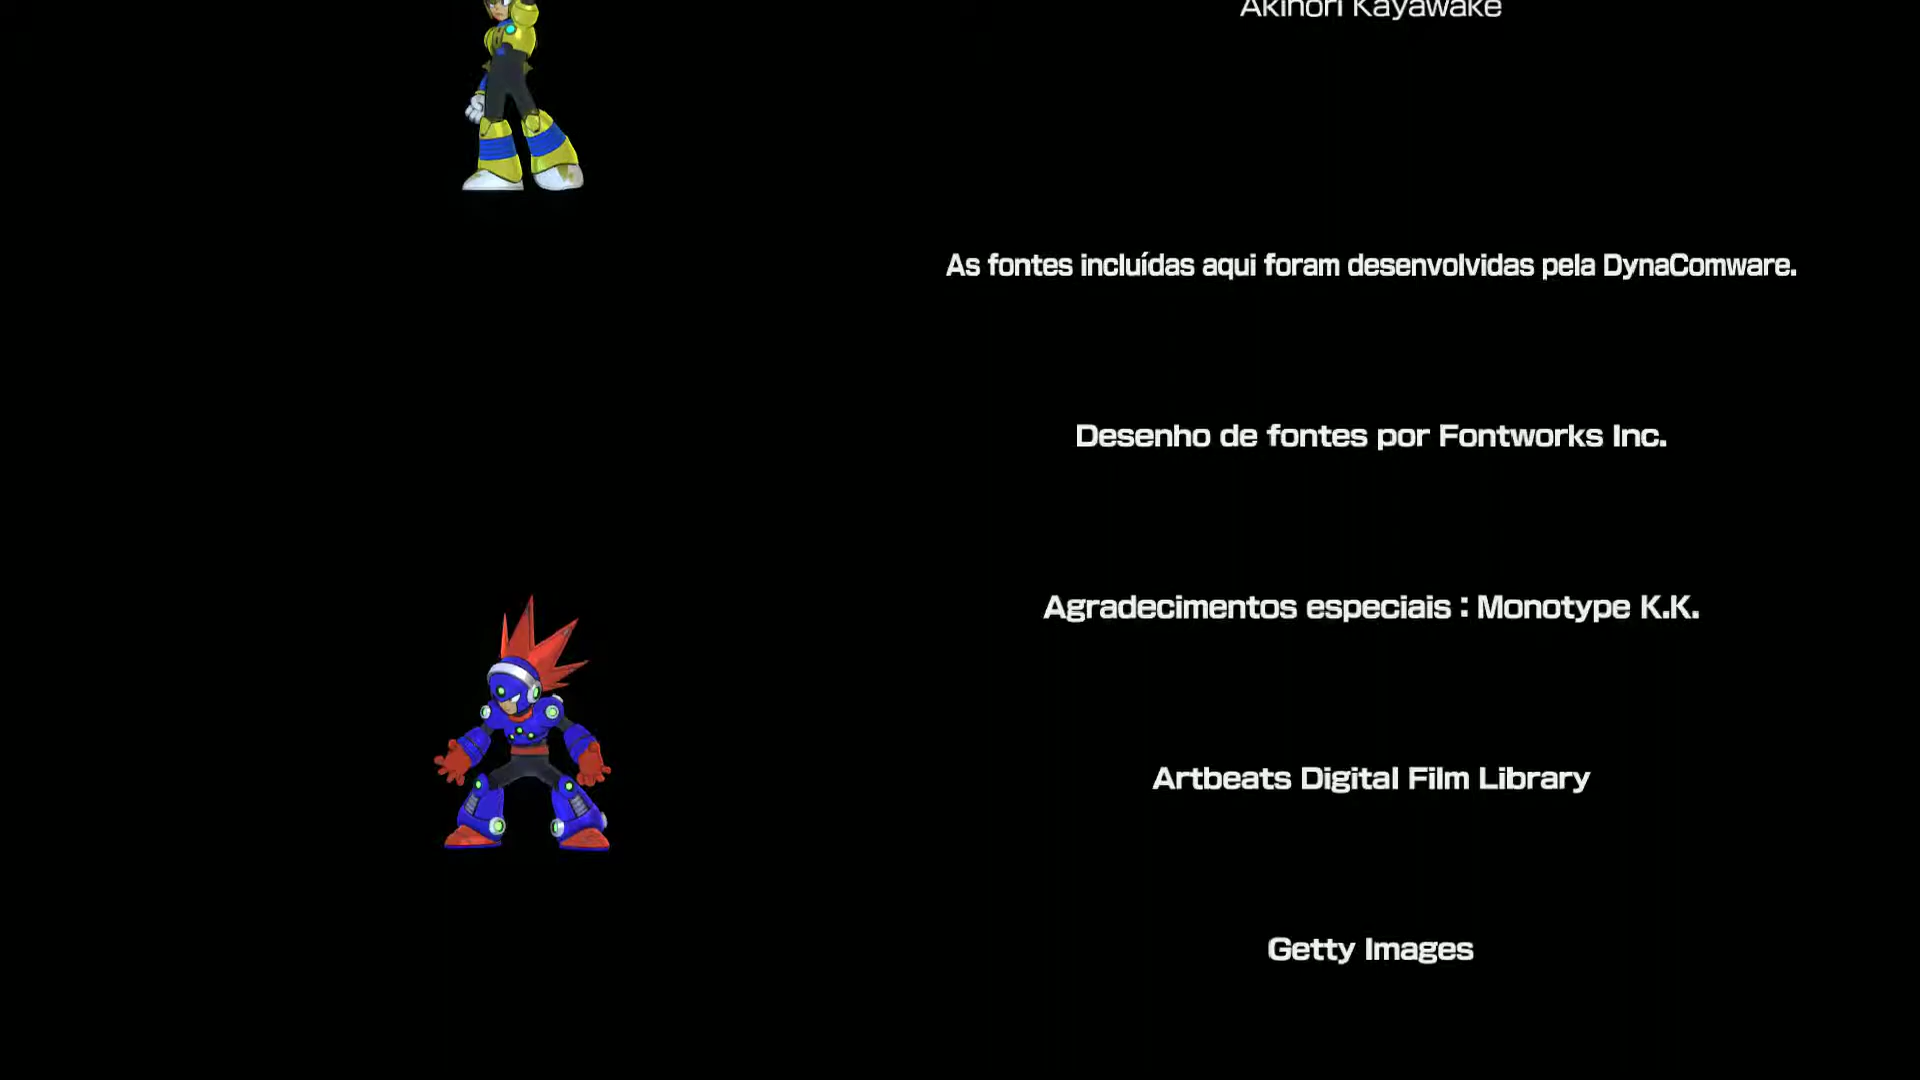 Akinori Kayawake
As fontes incluídas aqui foram desenvolvidas pela DynaComware.
Desenho de fontes por Fontworks Inc.
Agradecimentos especiais : Monotype K.K.
Artbeats Digital Film Library
Getty Images